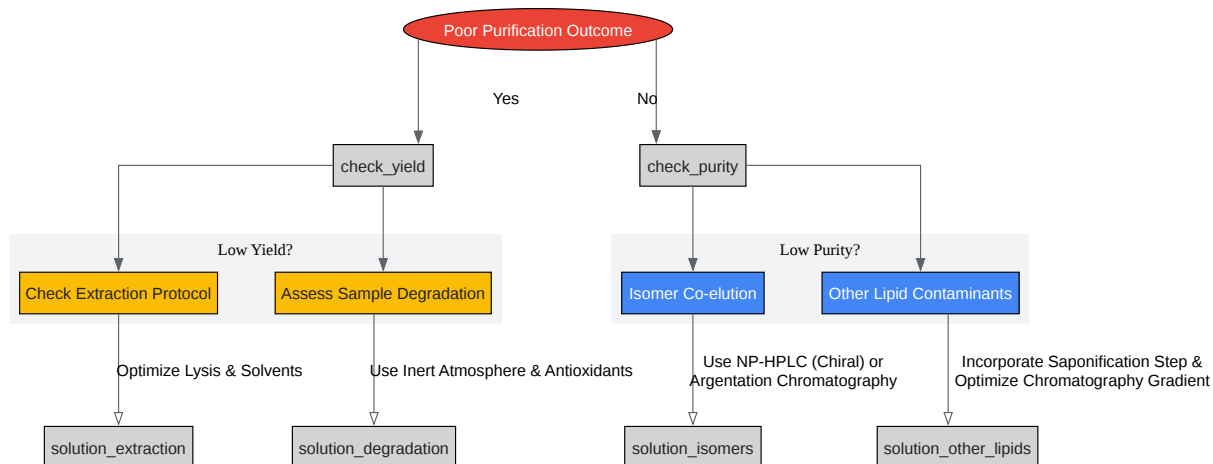 Poor Purification Outcome
Yes
No
check_yield
check_purity
Low Yield?
Low Purity?
Check Extraction Protocol
Assess Sample Degradation
Isomer Co-elution
Other Lipid Contaminants
Optimize Lysis & Solvents
Use Inert Atmosphere & Antioxidants
Use NP-HPLC (Chiral) or
Argentation Chromatography
Incorporate Saponification Step &
Optimize Chromatography Gradient
solution_extraction
solution_degradation
solution_isomers
solution_other_lipids